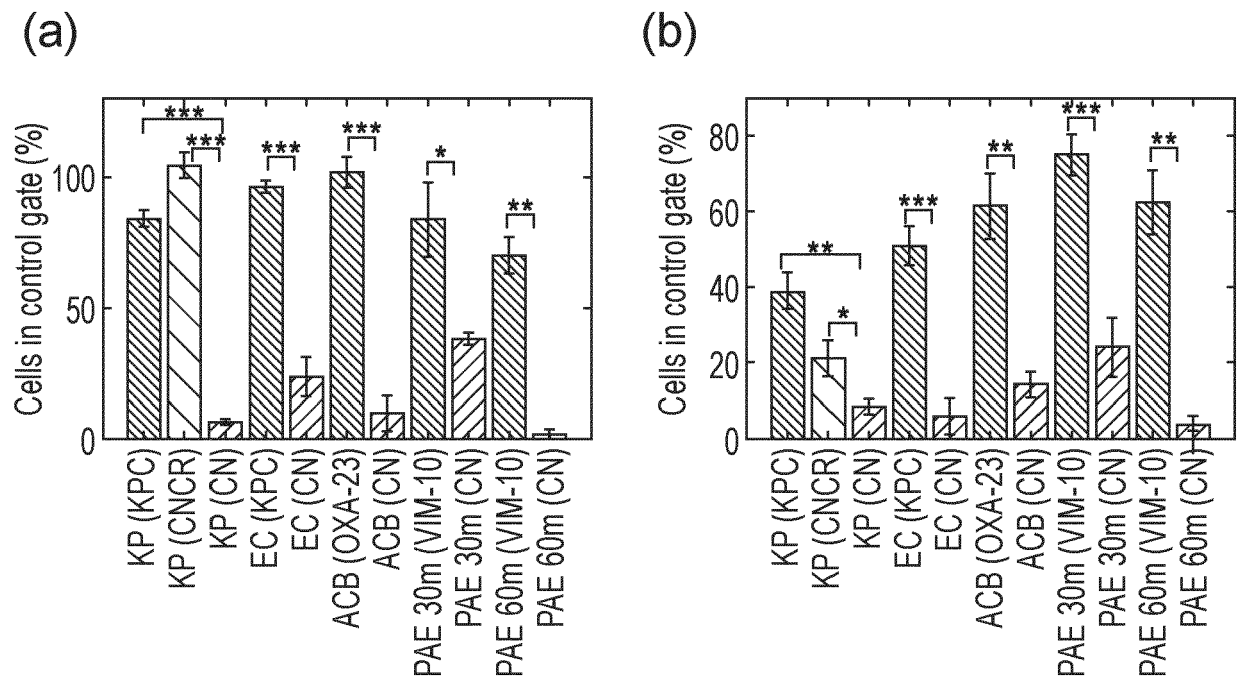 (a)
Cells in control gate (%)
100
50
0
***
***
***
***
*
**
KP (KPC)
KP (CNCR)
KP (CN)
EC (KPC)
EC (CN)
ACB (OXA-23)
ACB (CN)
PAE 30m (VIM-10)
PAE 30m (CN)
PAE 60m (VIM-10)
PAE 60m (CN)
(b)
Cells in control gate (%)
80
60
40
20
0
**
*
***
**
***
**
KP (KPC)
KP (CNCR)
KP (CN)
EC (KPC)
EC (CN)
ACB (OXA-23)
ACB (CN)
PAE 30m (VIM-10)
PAE 30m (CN)
PAE 60m (VIM-10)
PAE 60m (CN)